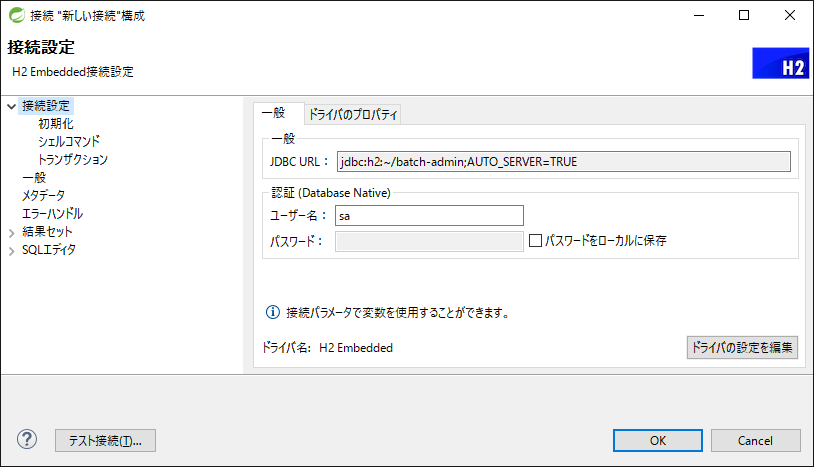 接続 "新しい接続"構成
接続設定
H2 Embedded接続設定
H2
接続設定
初期化
シェルコマンド
トランザクション
一般
メタデータ
エラーハンドル
結果セット
SQLエディタ
一般
ドライバのプロパティ
一般
JDBC URL：
jdbc:h2:~/batch-admin;AUTO_SERVER=TRUE
認証 (Database Native)
ユーザー名：
sa
パスワード：
パスワードをローカルに保存
接続パラメータで変数を使用することができます。
ドライバ名: H2 Embedded
ドライバの設定を編集
テスト接続(T)...
OK
Cancel